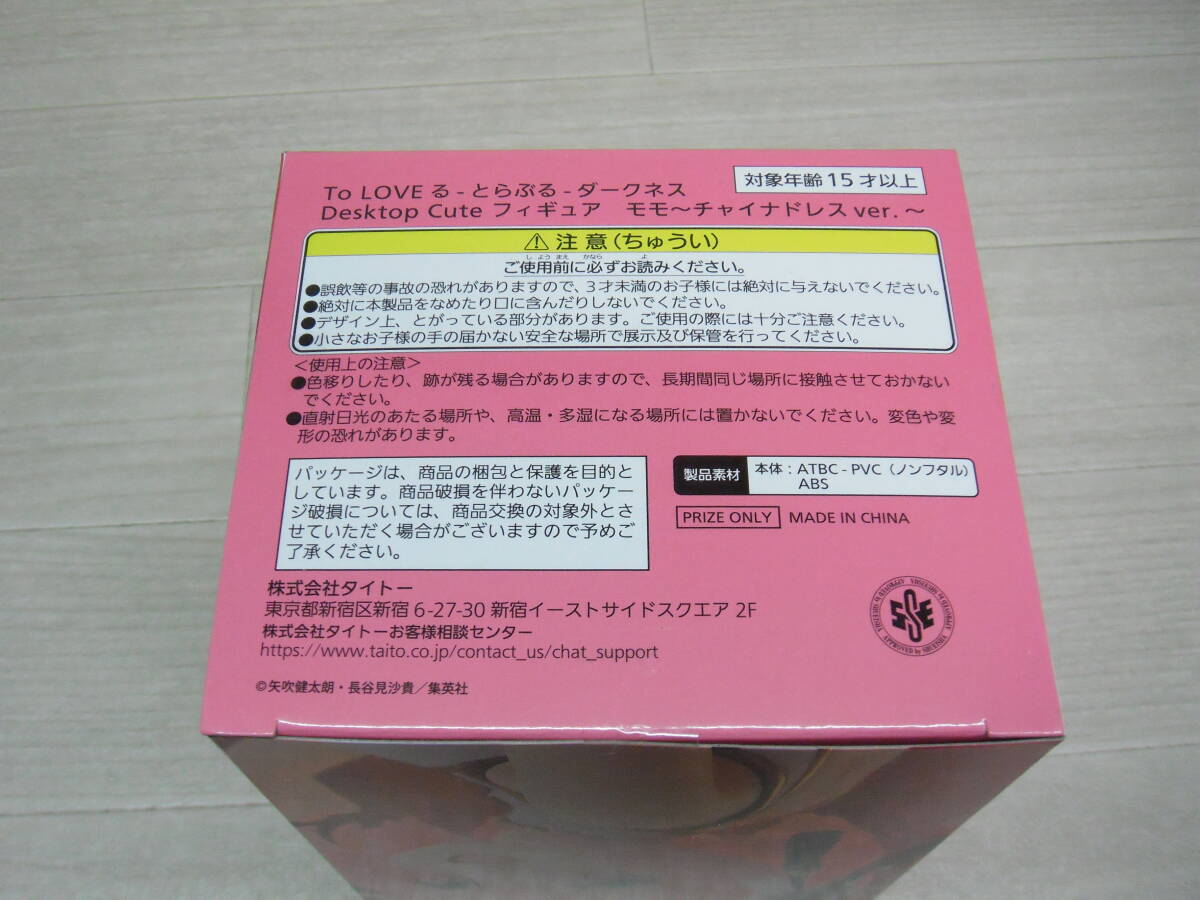 対象年齢 15 才以上
To LOVE る - とらぶる - ダークネス
Desktop Cute フィギュア モモ～チャイナドレス ver. ～
⚠ 注 意 (ちゅうい)
ご使用前に必ずお読みください。
●誤飲等の事故の恐れがありますので、3才未満のお子様には絶対に与えないでください。
●絶対に本製品をなめたり口に含んだりしないでください。
●デザイン上、とがっている部分があります。ご使用の際には十分ご注意ください。
●小さなお子様の手の届かない安全な場所で展示及び保管を行ってください。
＜使用上の注意＞
●色移りしたり、跡が残る場合がありますので、長期間同じ場所に接触させておかない
でください。
●直射日光のあたる場所や、高温・多湿になる場所には置かないでください。変色や変
形の恐れがあります。
パッケージは、商品の梱包と保護を目的と
しています。商品破損を伴わないパッケー
ジ破損については、商品交換の対象外とさ
せていただく場合がございますので予めご
了承ください。
製品素材 本体 : ATBC - PVC（ノンフタル）
ABS
PRIZE ONLY MADE IN CHINA
株式会社タイトー
東京都新宿区新宿 6-27-30 新宿イーストサイドスクエア 2F
株式会社タイトーお客様相談センター
https://www.taito.co.jp/contact_us/chat_support
©矢吹健太朗・長谷見沙貴／集英社
SSE